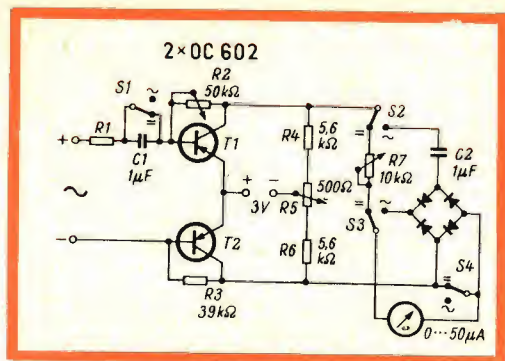 2×OC 602
S1
~
=
R2
50kΩ
+
R1
C1
1µF
T1
R4
5,6
kΩ
S2
=
~
R7
10kΩ
C2
1µF
~
+
−
3V
R5
500Ω
=
~
S3
−
T2
R6
5,6
kΩ
S4
=
~
R3
39kΩ
0···50µA